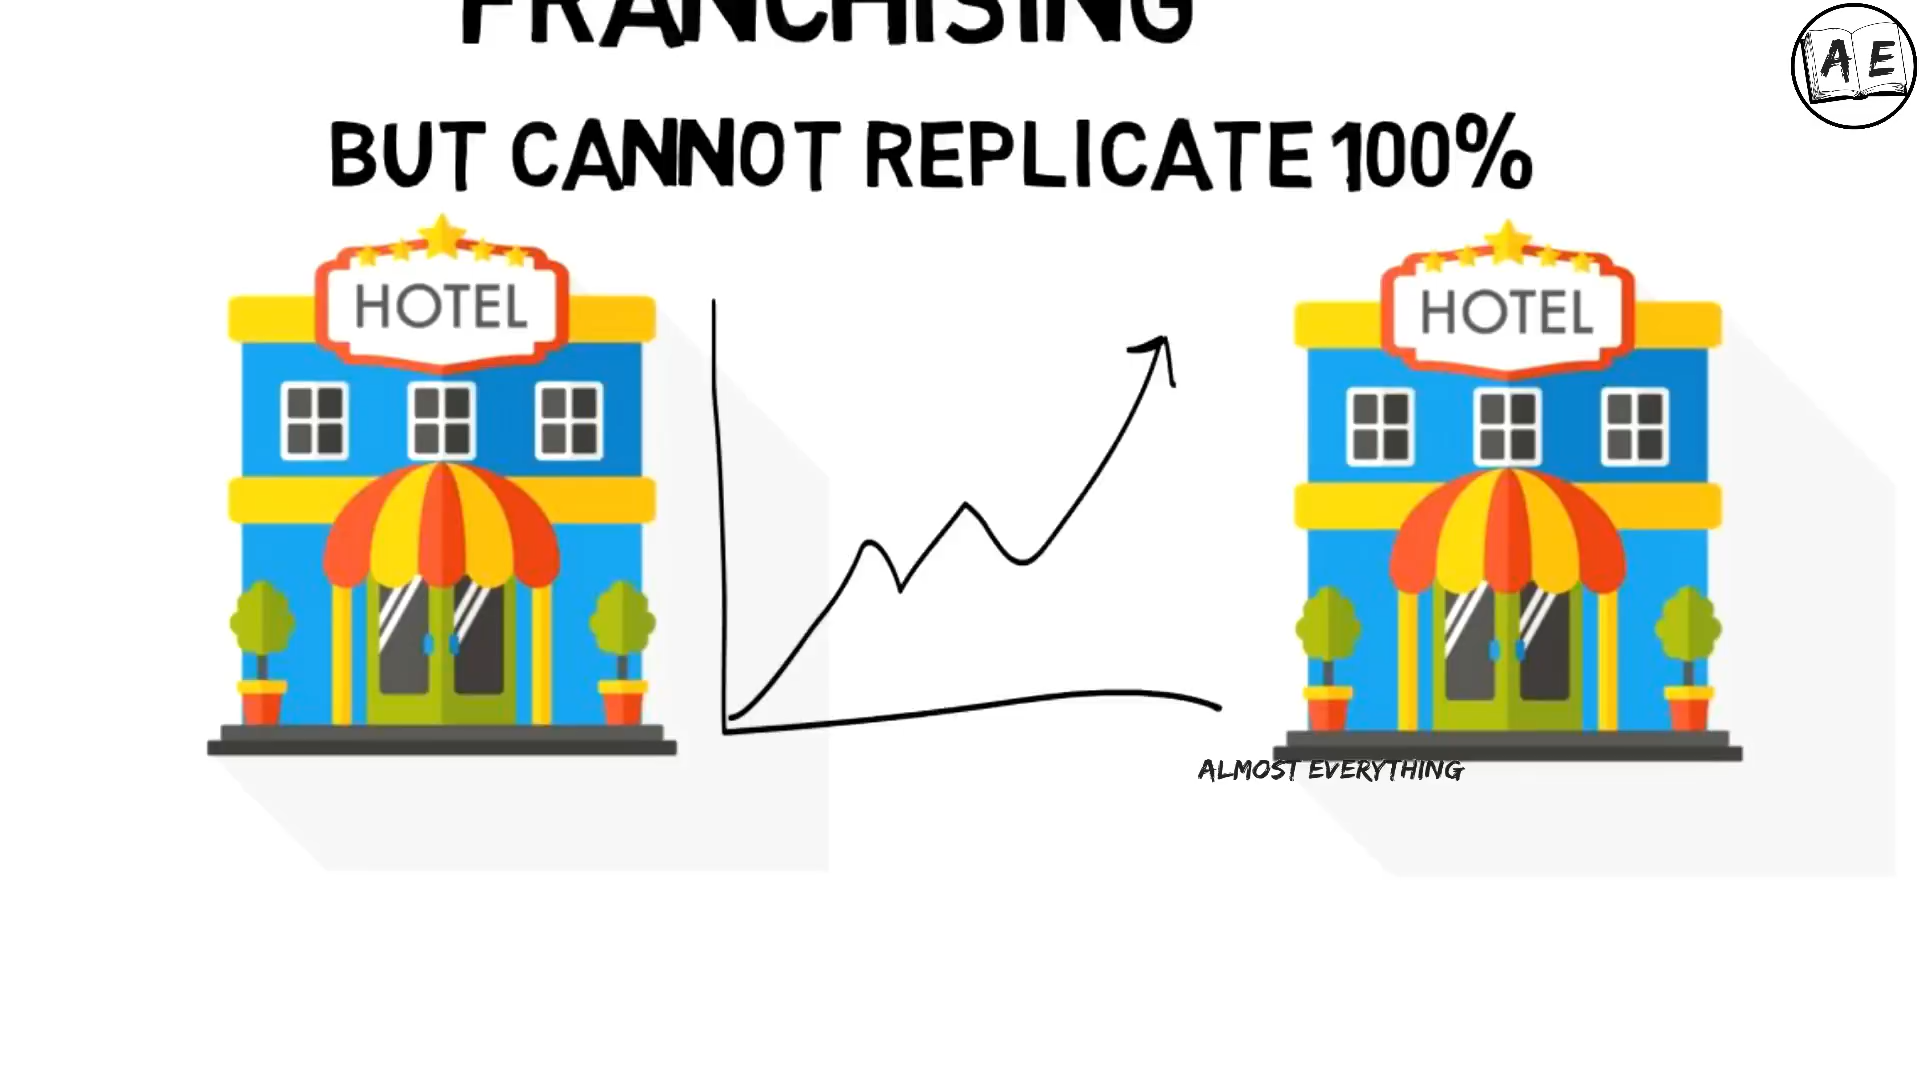 FRANCHISING
A E
BUT CANNOT REPLICATE 100%
HOTEL
HOTEL
ALMOST EVERYTHING